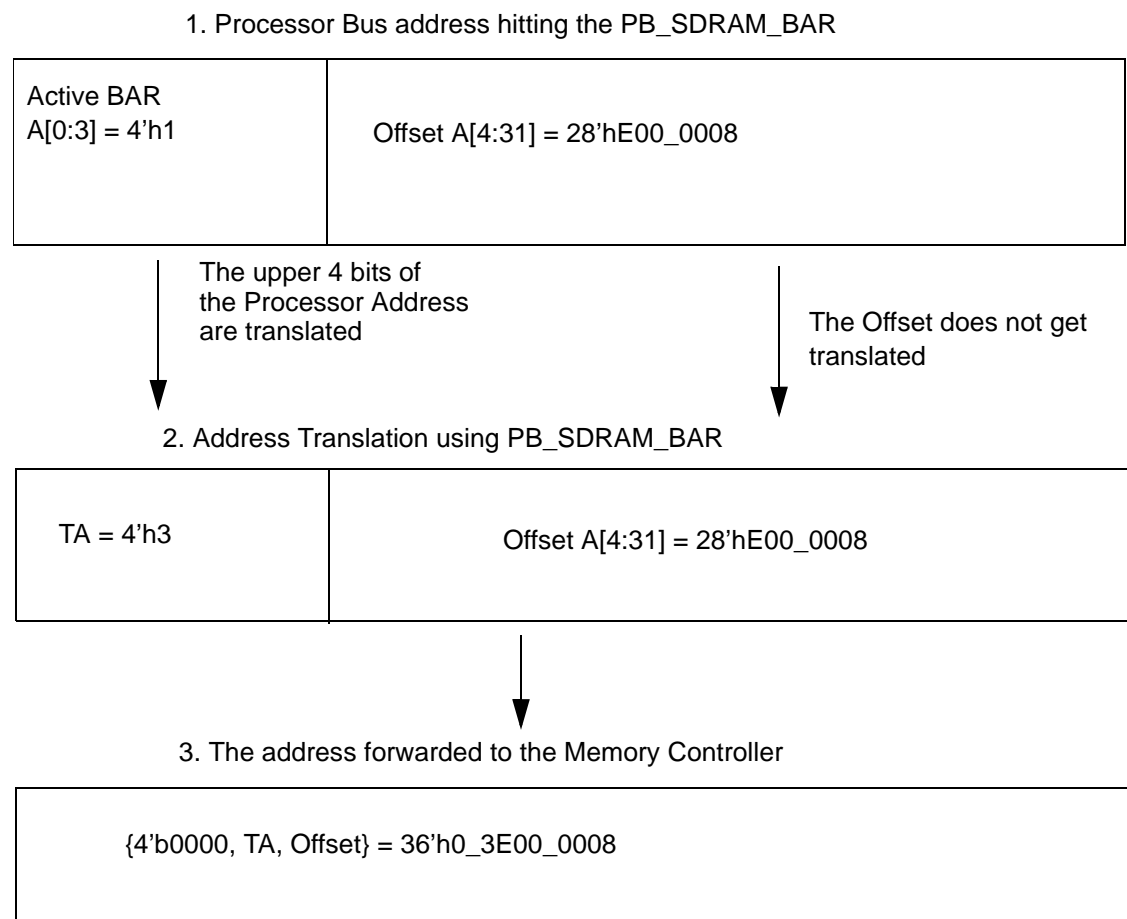 1. Processor Bus address hitting the PB_SDRAM_BAR
Active BAR
A[0:3] = 4’h1
Offset A[4:31] = 28’hE00_0008
The upper 4 bits of
the Processor Address
are translated
The Offset does not get
translated
2. Address Translation using PB_SDRAM_BAR
TA = 4’h3
Offset A[4:31] = 28’hE00_0008
3. The address forwarded to the Memory Controller
{4’b0000, TA, Offset} = 36’h0_3E00_0008